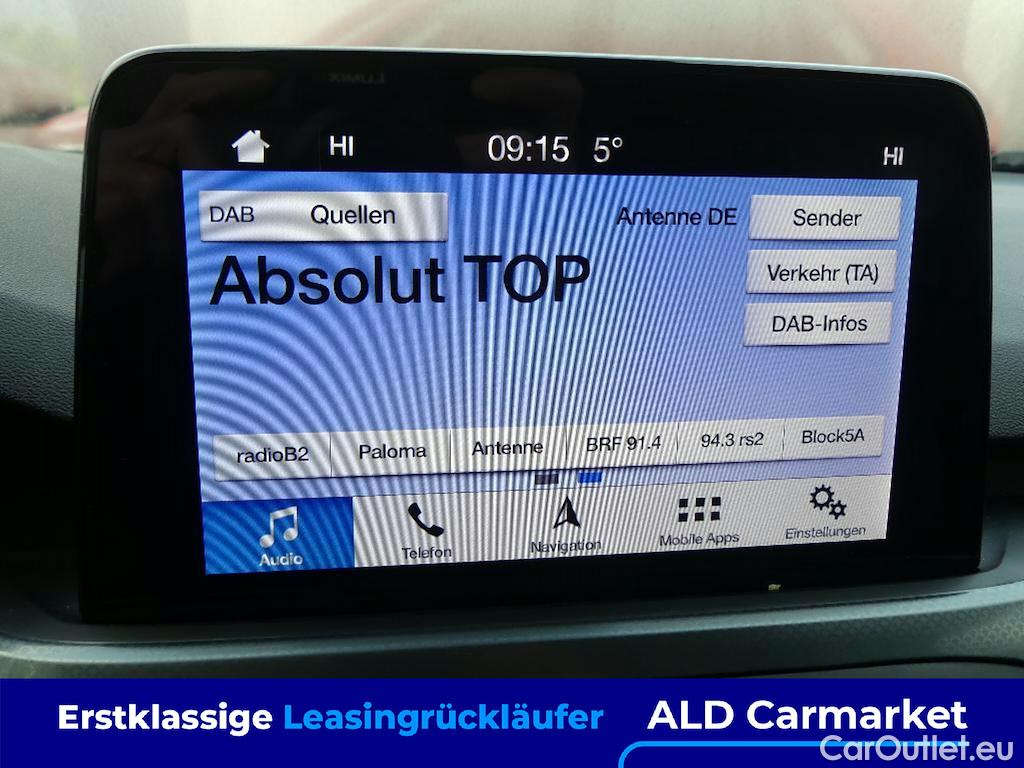 HI 09:15 5° HI
DAB Quellen Antenne DE Sender
Absolut TOP
Verkehr (TA)
DAB-Infos
radioB2 Paloma Antenne BRF 91.4 94.3 rs2 Block5A
Audio Telefon Navigation Mobile Apps Einstellungen
Erstklassige Leasingrückläufer ALD Carmarket
CarOutlet.eu